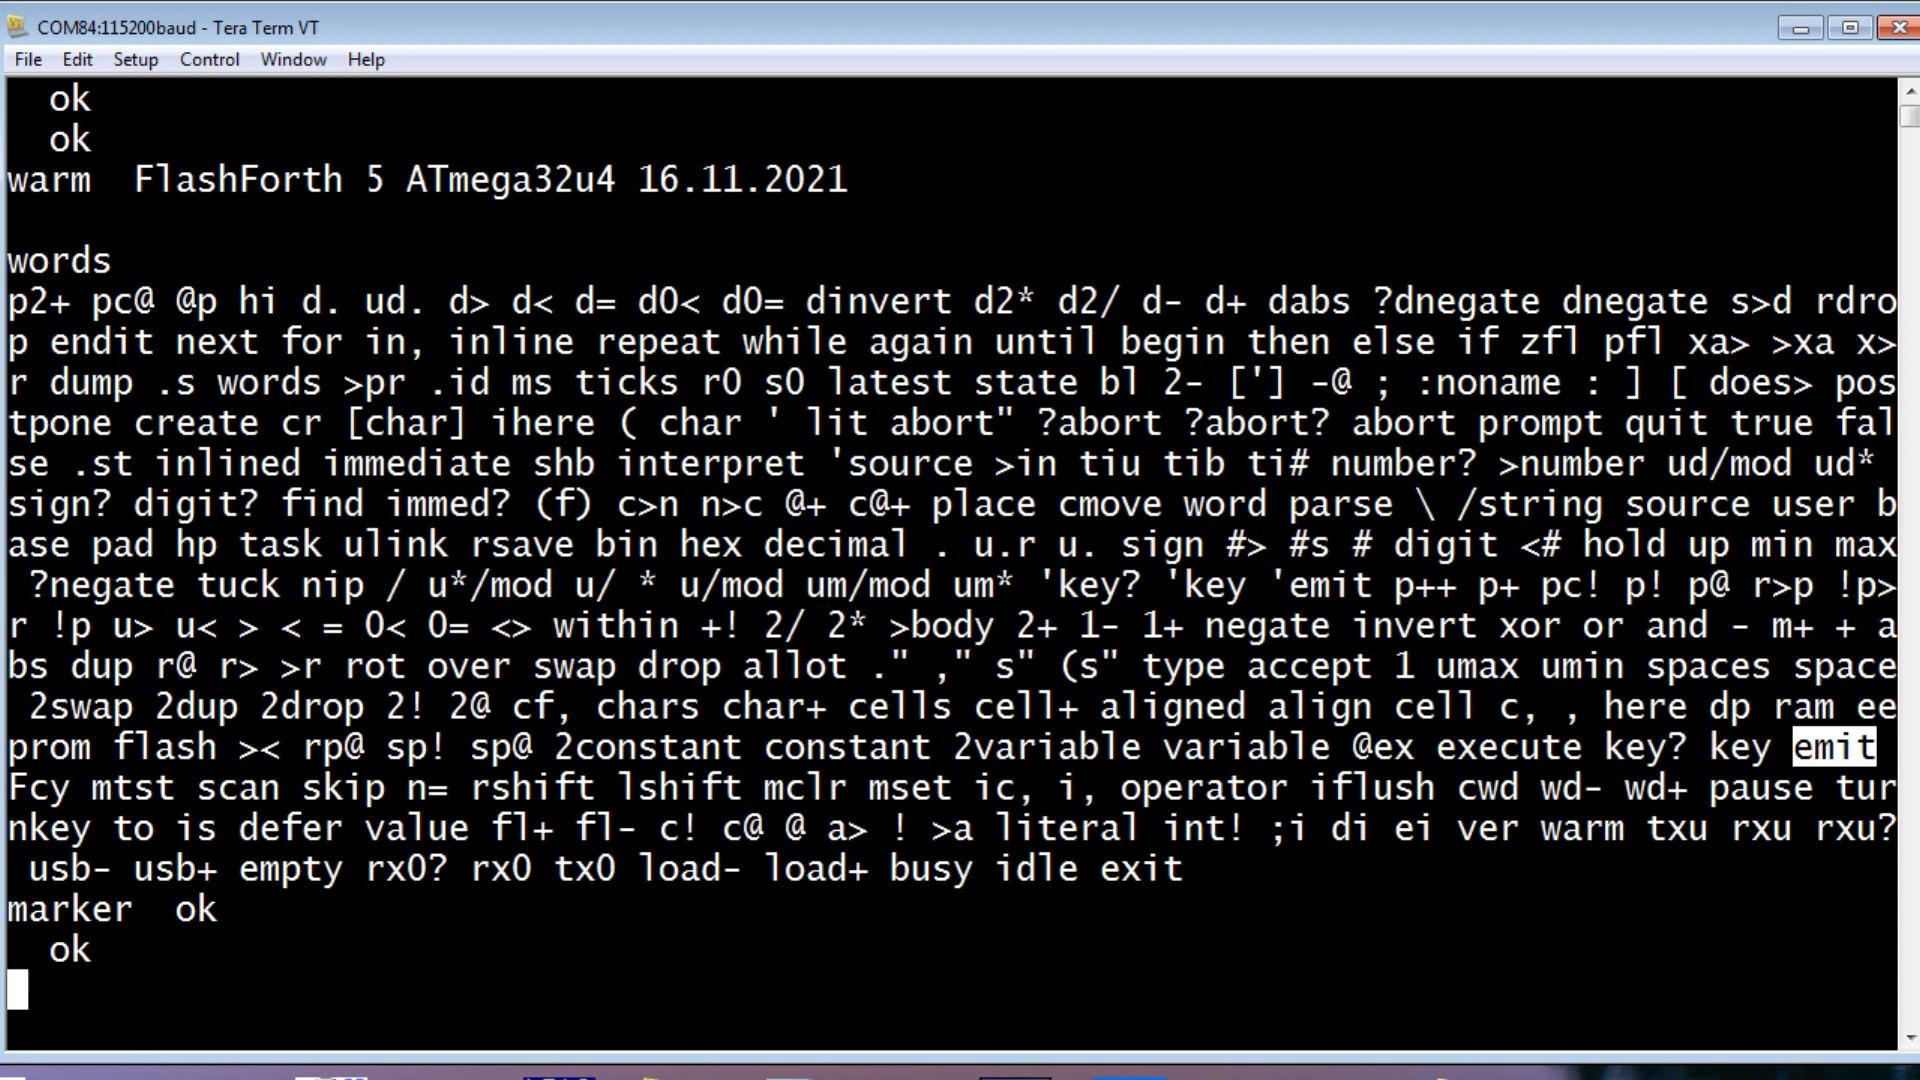 COM84:115200baud - Tera Term VT
File Edit Setup Control Window Help
ok
ok
warm FlashForth 5 ATmega32u4 16.11.2021
words
p2+ pc@ @p hi d. ud. d> d< d= d0< d0= dinvert d2* d2/ d- d+ dabs ?dnegate dnegate s>d rdro
p endit next for in, inline repeat while again until begin then else if zfl pfl xa> >xa x>
r dump .s words >pr .id ms ticks r0 s0 latest state bl 2- ['] -@ ; :noname : ] [ does> pos
tpone create cr [char] ihere ( char ' lit abort" ?abort ?abort? abort prompt quit true fal
se .st inlined immediate shb interpret 'source >in tiu tib ti# number? >number ud/mod ud*
sign? digit? find immed? (f) c>n n>c @+ c@+ place cmove word parse \ /string source user b
ase pad hp task ulink rsave bin hex decimal . u.r u. sign #> #s # digit <# hold up min max
?negate tuck nip / u*/mod u/ * u/mod um/mod um* 'key? 'key 'emit p++ p+ pc! p! p@ r>p !p>
r !p u> u< > < = 0< 0= <> within +! 2/ 2* >body 2+ 1- 1+ negate invert xor or and - m+ + a
bs dup r@ r> >r rot over swap drop allot ." ," s" (s" type accept 1 umax umin spaces space
2swap 2dup 2drop 2! 2@ cf, chars char+ cells cell+ aligned align cell c, , here dp ram ee
prom flash >< rp@ sp! sp@ 2constant constant 2variable variable @ex execute key? key emit
Fcy mtst scan skip n= rshift lshift mclr mset ic, i, operator iflush cwd wd- wd+ pause tur
nkey to is defer value fl+ fl- c! c@ @ a> ! >a literal int! ;i di ei ver warm txu rxu rxu?
usb- usb+ empty rx0? rx0 tx0 load- load+ busy idle exit
marker ok
ok